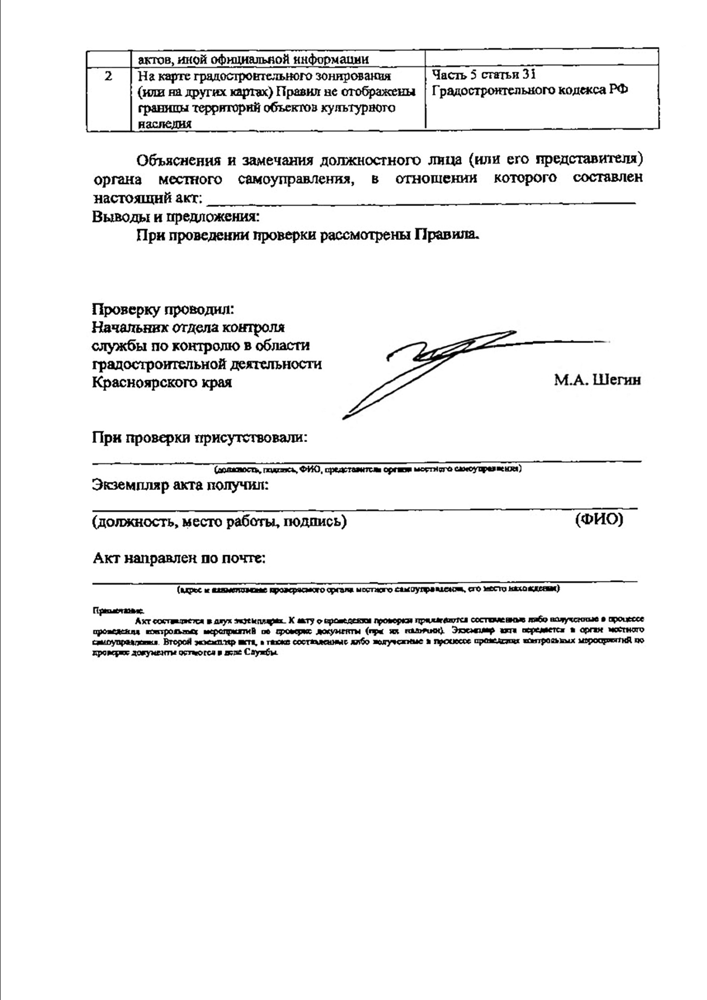 актов, иной официальной информации
2 На карте градостроительного зонирования Часть 5 статьи 31
(или на других картах) Правил не отображены Градостроительного кодекса РФ
границы территорий объектов культурного
наследия
Объяснения и замечания должностного лица (или его представителя)
органа местного самоуправления, в отношении которого составлен
настоящий акт:
Выводы и предложения:
При проведении проверки рассмотрены Правила.
Проверку проводил:
Начальник отдела контроля
службы по контролю в области
градостроительной деятельности
Красноярского края М.А. Шегин
При проверки присутствовали:
(должность, подпись, ФИО, представителя органа местного самоуправления)
Экземпляр акта получил:
(должность, место работы, подпись) (ФИО)
Акт направлен по почте:
(адрес и наименование проверяемого органа местного самоуправления, его место нахождения)
Примечание.
Акт составляется в двух экземплярах. К акту о проведении проверки прилагаются составленные либо полученные в процессе
проведения контрольных мероприятий по проверке документы (при их наличии). Экземпляр акта передается в орган местного
самоуправления. Второй экземпляр акта, а также составленные либо полученные в процессе проведения контрольных мероприятий по
проверке документы остаются в деле Службы.